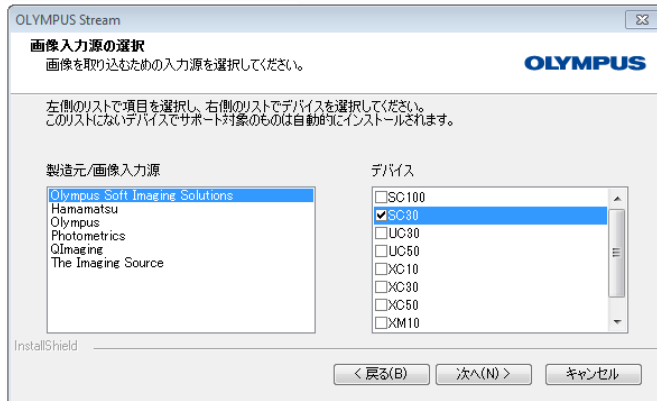 OLYMPUS Stream
画像入力源の選択
画像を取り込むための入力源を選択してください。
OLYMPUS
左側のリストで項目を選択し、右側のリストでデバイスを選択してください。
このリストにないデバイスでサポート対象のものは自動的にインストールされます。
製造元/画像入力源
Olympus Soft Imaging Solutions
Hamamatsu
Olympus
Photometrics
QImaging
The Imaging Source
デバイス
SC100
SC30
UC30
UC50
XC10
XC30
XC50
XM10
InstallShield
< 戻る(B)
次へ(N) >
キャンセル